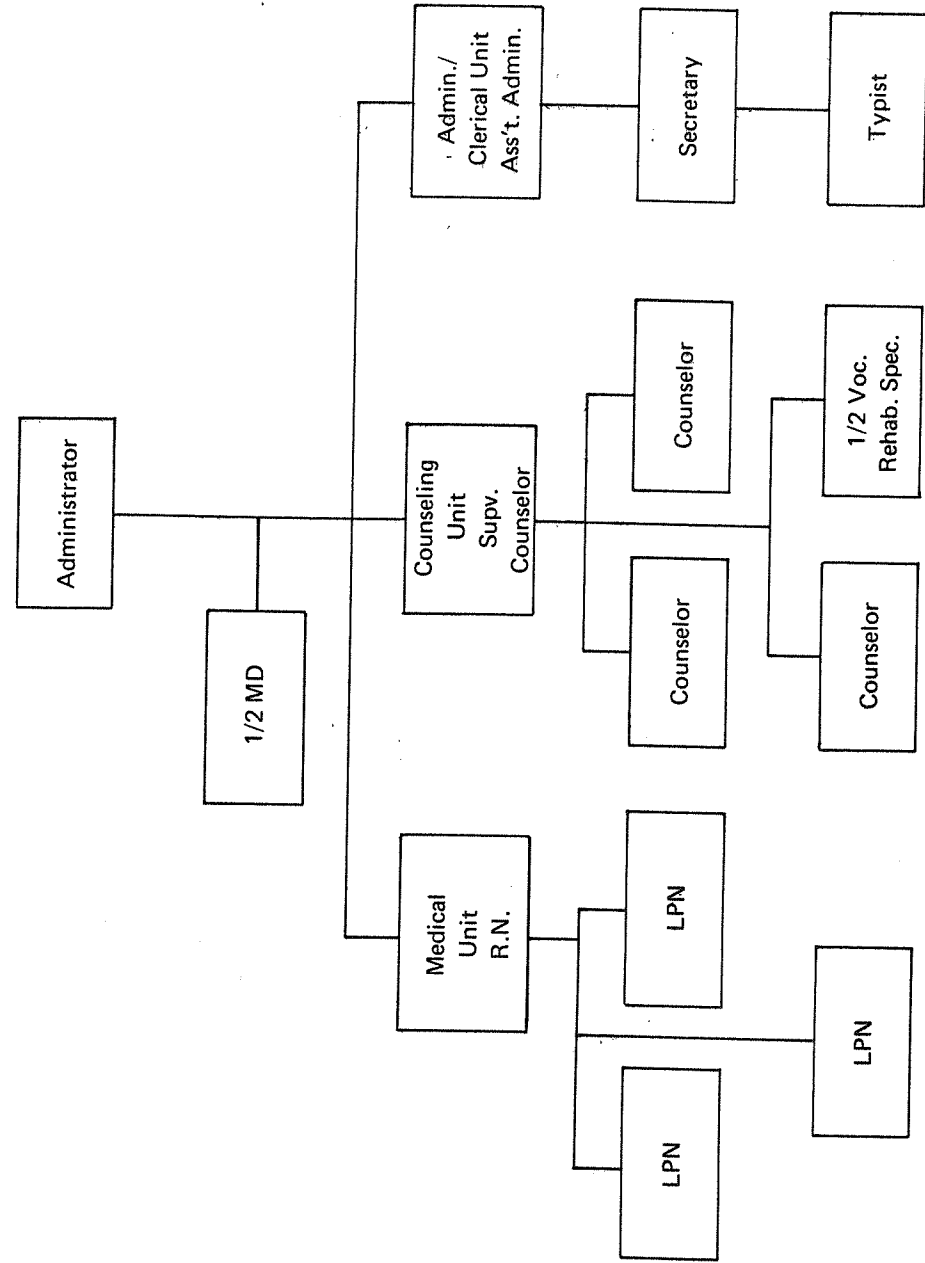 Administrator
1/2 MD
Medical
Unit
R.N.
Counseling
Unit
Supv.
Counselor
Admin./
Clerical Unit
Ass't. Admin.
LPN
LPN
Counselor
Counselor
Secretary
LPN
Counselor
1/2 Voc.
Rehab. Spec.
Typist